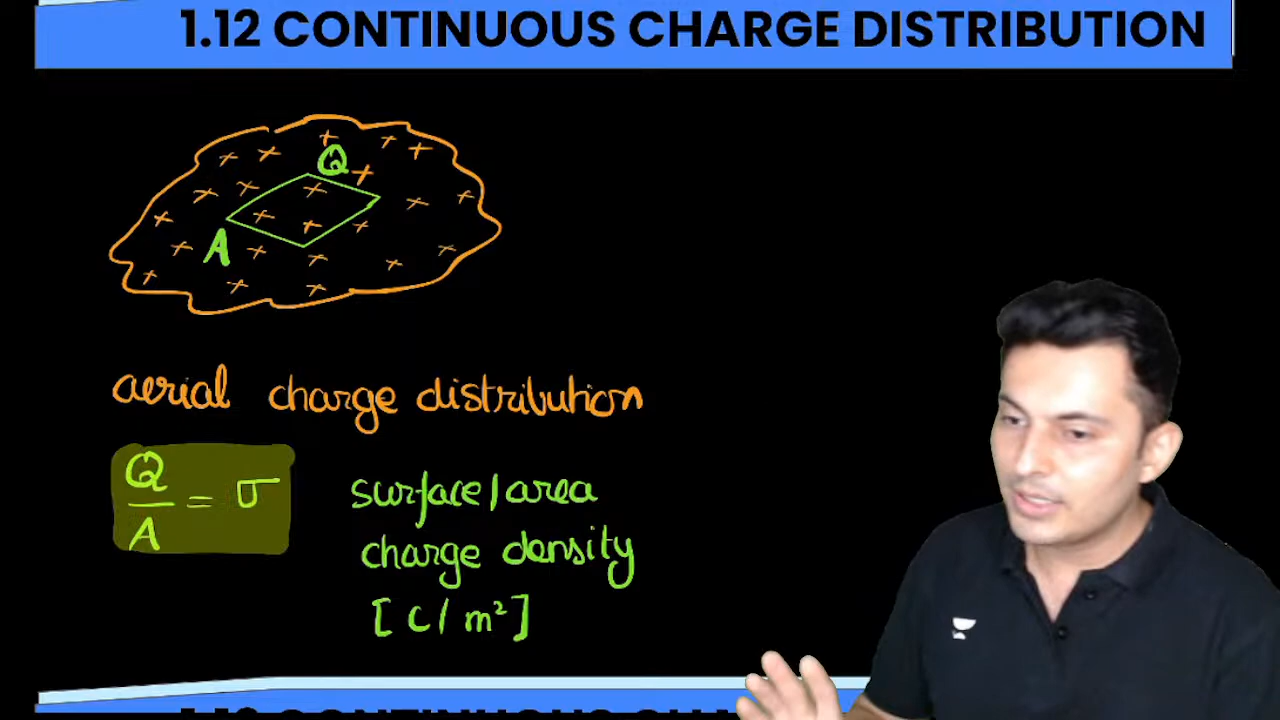 1.12 CONTINUOUS CHARGE DISTRIBUTION
Q
A
aerial charge distribution
Q/A = σ
surface/area
charge density
[C/m²]